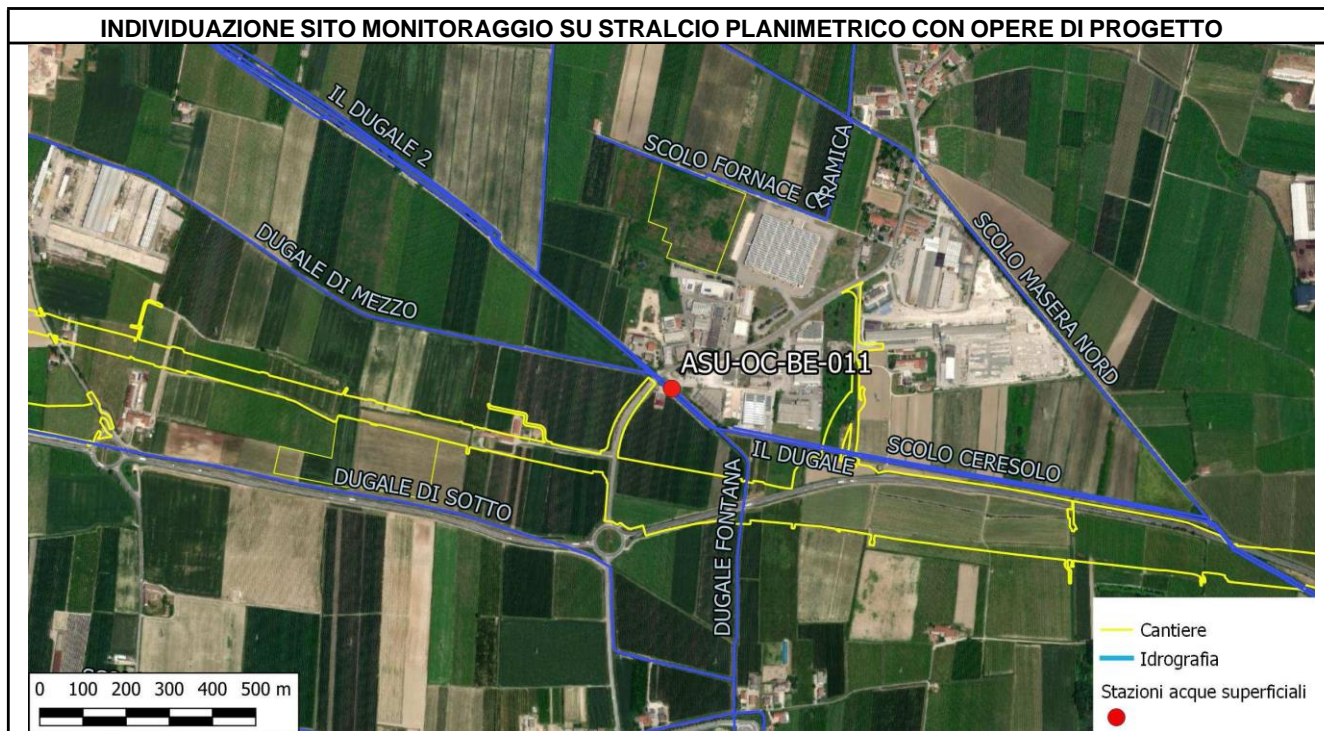 INDIVIDUAZIONE SITO MONITORAGGIO SU STRALCIO PLANIMETRICO CON OPERE DI PROGETTO
IL DUGALE 2
SCOLO FORNACE CERAMICA
SCOLO MASERA NORD
DUGALE DI MEZZO
ASU-OC-BE-011
IL DUGALE
SCOLO CERESOLO
DUGALE DI SOTTO
DUGALE FONTANA
Cantiere
Idrografia
Stazioni acque superficiali
0 100 200 300 400 500 m